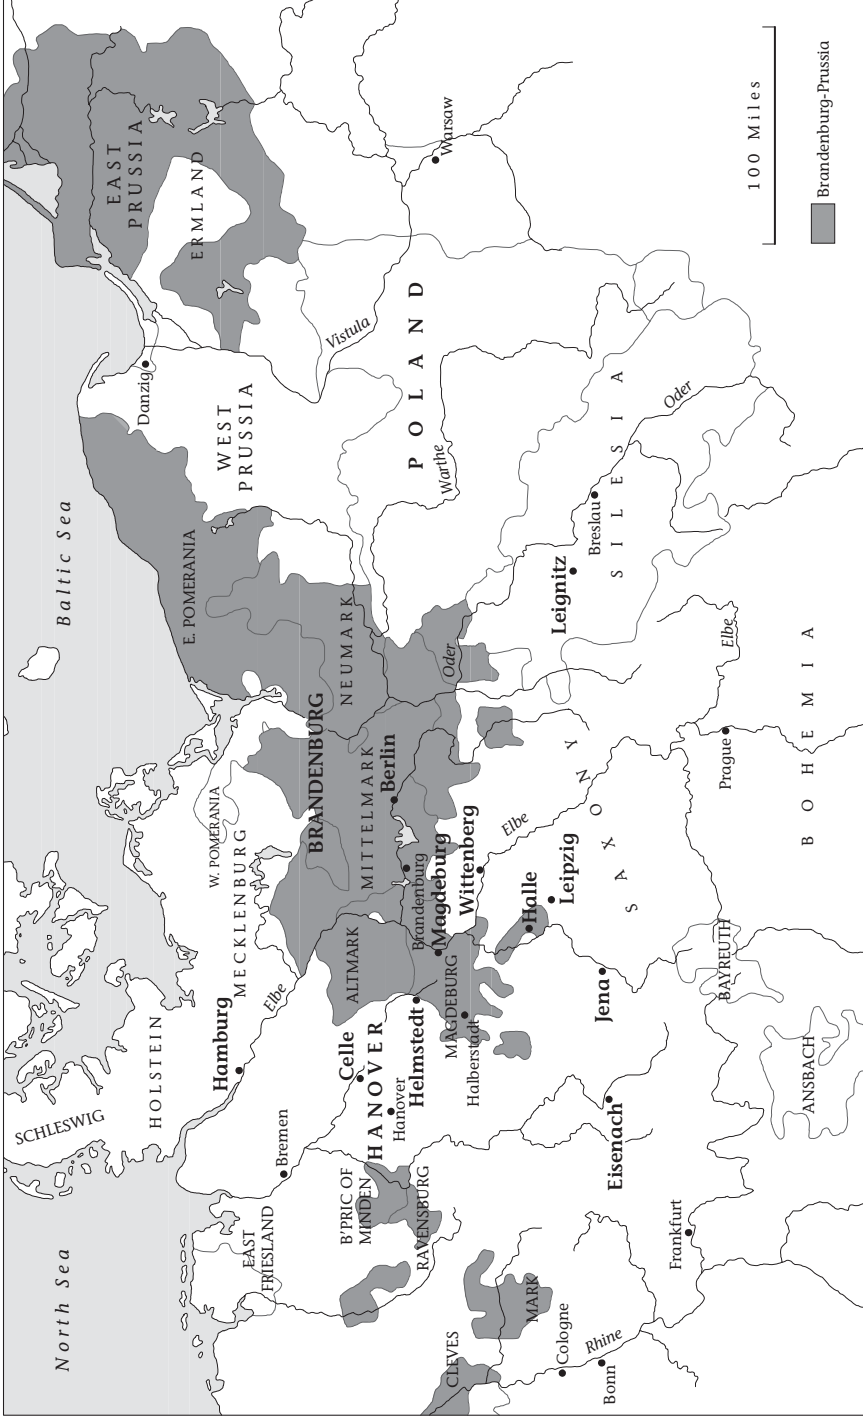 North Sea
Baltic Sea
SCHLESWIG
HOLSTEIN
Hamburg
Elbe
MECKLENBURG
W. POMERANIA
E. POMERANIA
Danzig
WEST
PRUSSIA
EAST
PRUSSIA
ERMLAND
EAST
FRIESLAND
Bremen
B'PRIC OF
MINDEN
RAVENSBURG
Celle
HANOVER
Hanover
Helmstedt
ALTMARK
MAGDEBURG
Halberstadt
BRANDENBURG
MITTELMARK
Berlin
Brandenburg
Magdeburg
Wittenberg
NEUMARK
Oder
Vistula
POLAND
Warthe
Warsaw
CLEVES
MARK
Cologne
Rhine
Bonn
Frankfurt
Eisenach
Jena
Halle
Leipzig
Elbe
SAXONY
Leignitz
Breslau
SILESIA
Oder
Elbe
Prague
BOHEMIA
BAYREUTH
ANSBACH
100 Miles
Brandenburg-Prussia